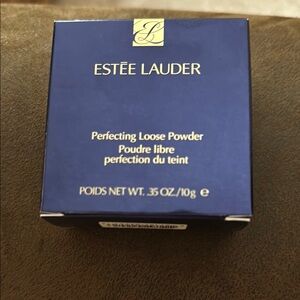 ESTĒE LAUDER
Perfecting Loose Powder
Poudre libre
perfection du teint
POIDS NET WT. .35 OZ./10g e